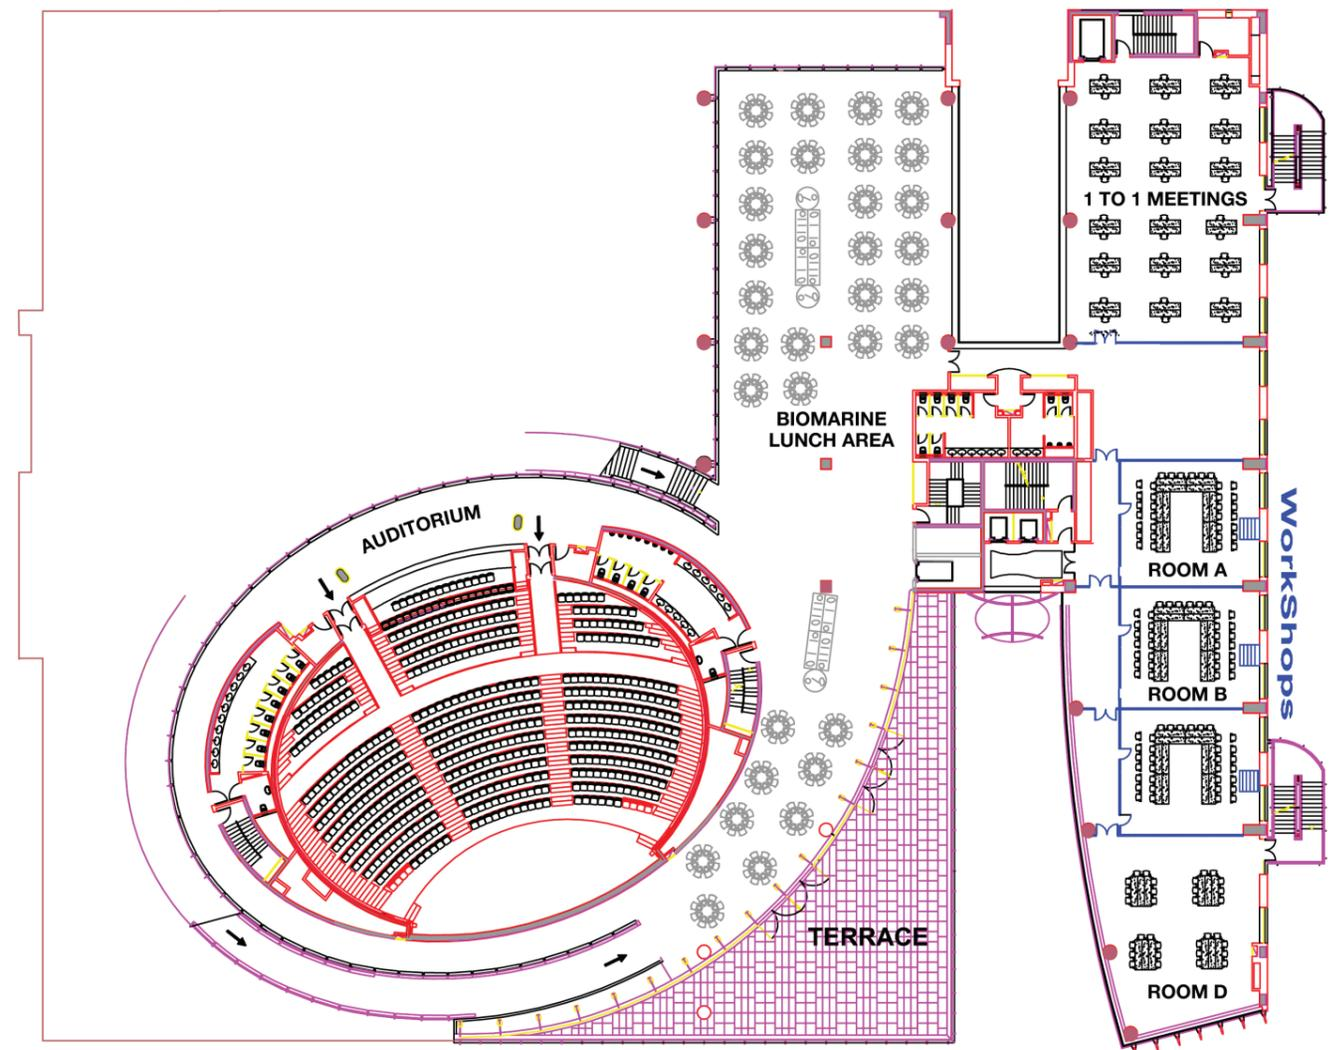 1 TO 1 MEETINGS
BIOMARINE
LUNCH AREA
AUDITORIUM
ROOM A
WorkShops
ROOM B
TERRACE
ROOM D